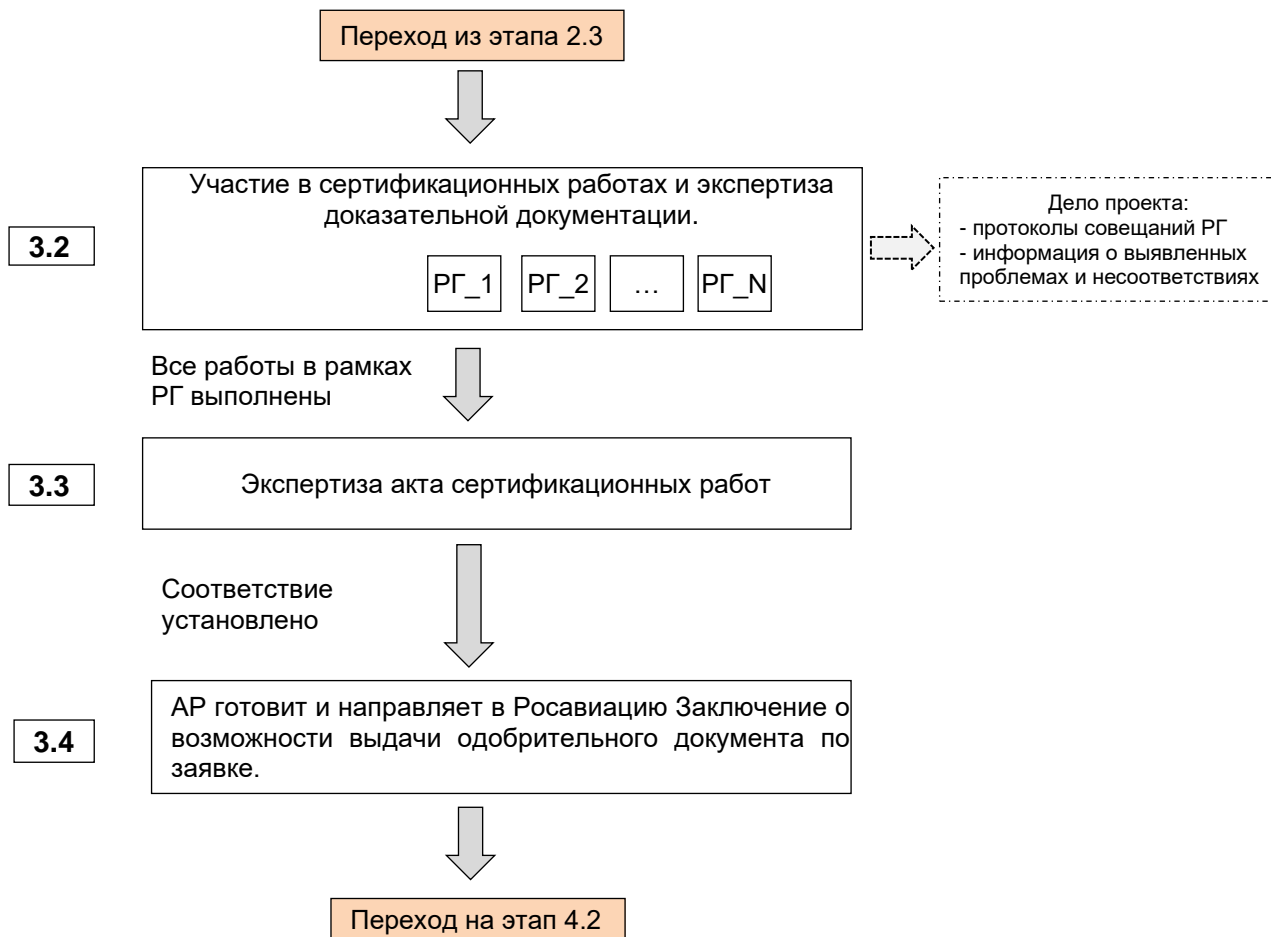 Переход из этапа 2.3
3.2
Участие в сертификационных работах и экспертиза
доказательной документации.
РГ_1
РГ_2
…
РГ_N
Дело проекта:
- протоколы совещаний РГ
- информация о выявленных
проблемах и несоответствиях
Все работы в рамках
РГ выполнены
3.3
Экспертиза акта сертификационных работ
Соответствие
установлено
3.4
АР готовит и направляет в Росавиацию Заключение о
возможности выдачи одобрительного документа по
заявке.
Переход на этап 4.2